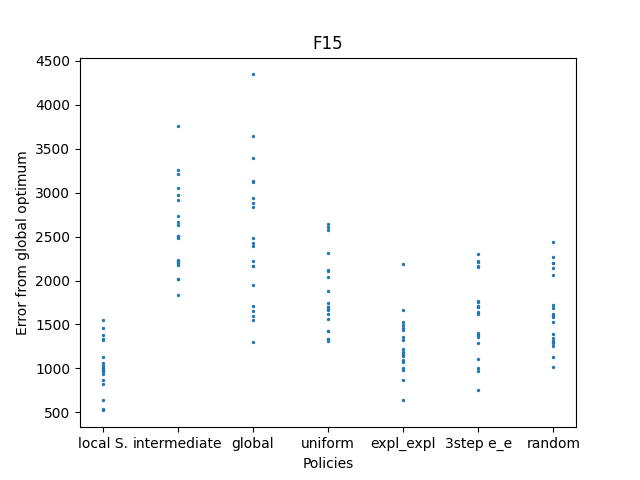 F15
Error from global optimum
4500
4000
3500
3000
2500
2000
1500
1000
500
local S. intermediate global uniform expl_expl 3step e_e random
Policies